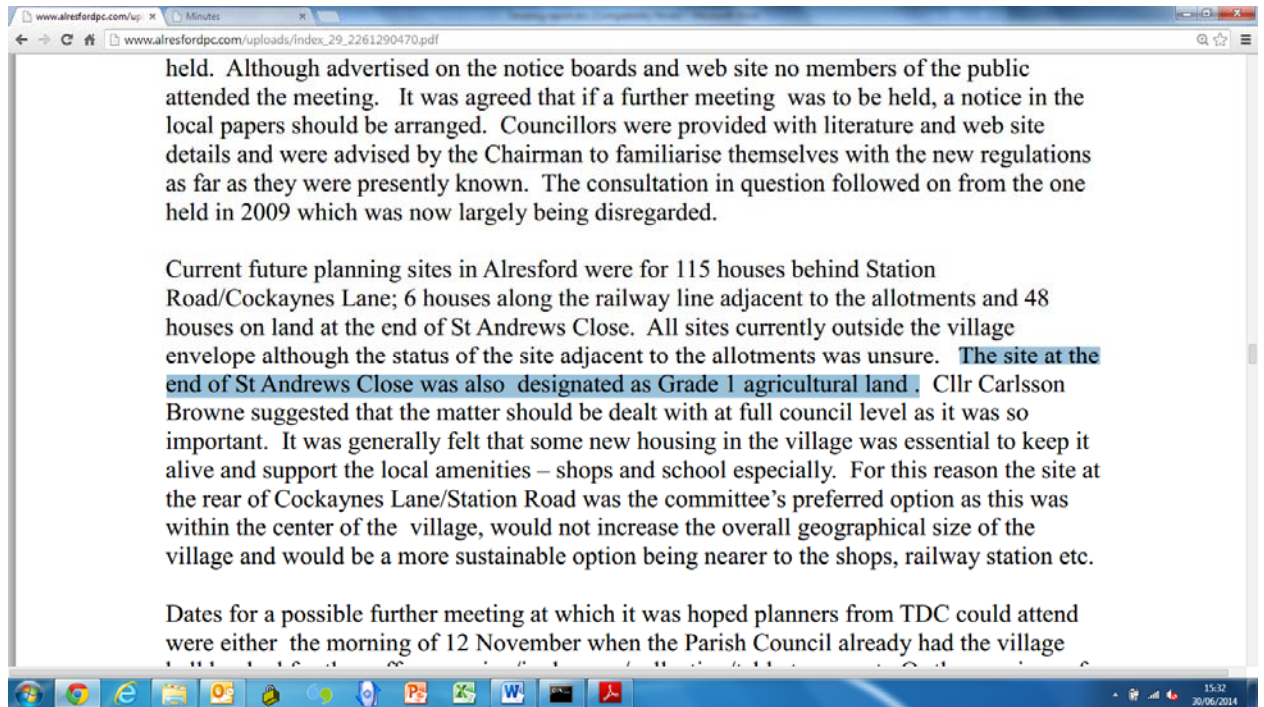 www.alresfordpc.com/up
Minutes
www.alresfordpc.com/uploads/index_29_2261290470.pdf
held. Although advertised on the notice boards and web site no members of the public
attended the meeting. It was agreed that if a further meeting was to be held, a notice in the
local papers should be arranged. Councillors were provided with literature and web site
details and were advised by the Chairman to familiarise themselves with the new regulations
as far as they were presently known. The consultation in question followed on from the one
held in 2009 which was now largely being disregarded.
Current future planning sites in Alresford were for 115 houses behind Station
Road/Cockaynes Lane; 6 houses along the railway line adjacent to the allotments and 48
houses on land at the end of St Andrews Close. All sites currently outside the village
envelope although the status of the site adjacent to the allotments was unsure. The site at the
end of St Andrews Close was also designated as Grade 1 agricultural land . Cllr Carlsson
Browne suggested that the matter should be dealt with at full council level as it was so
important. It was generally felt that some new housing in the village was essential to keep it
alive and support the local amenities – shops and school especially. For this reason the site at
the rear of Cockaynes Lane/Station Road was the committee’s preferred option as this was
within the center of the village, would not increase the overall geographical size of the
village and would be a more sustainable option being nearer to the shops, railway station etc.
Dates for a possible further meeting at which it was hoped planners from TDC could attend
were either the morning of 12 November when the Parish Council already had the village
15:32
30/06/2014